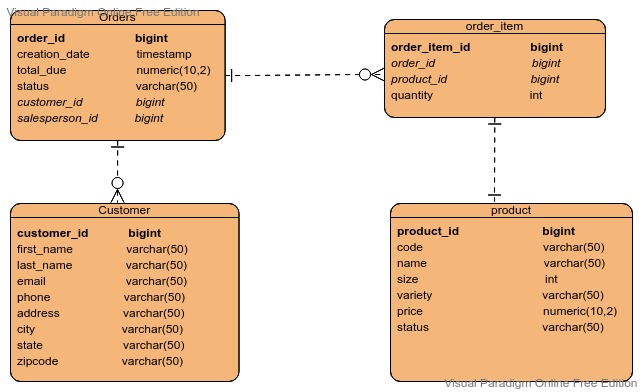 Visual Paradigm Online Free Edition
Orders
order_id bigint
creation_date timestamp
total_due numeric(10,2)
status varchar(50)
customer_id bigint
salesperson_id bigint
order_item
order_item_id bigint
order_id bigint
product_id bigint
quantity int
Customer
customer_id bigint
first_name varchar(50)
last_name varchar(50)
email varchar(50)
phone varchar(50)
address varchar(50)
city varchar(50)
state varchar(50)
zipcode varchar(50)
product
product_id bigint
code varchar(50)
name varchar(50)
size int
variety varchar(50)
price numeric(10,2)
status varchar(50)
Visual Paradigm Online Free Edition